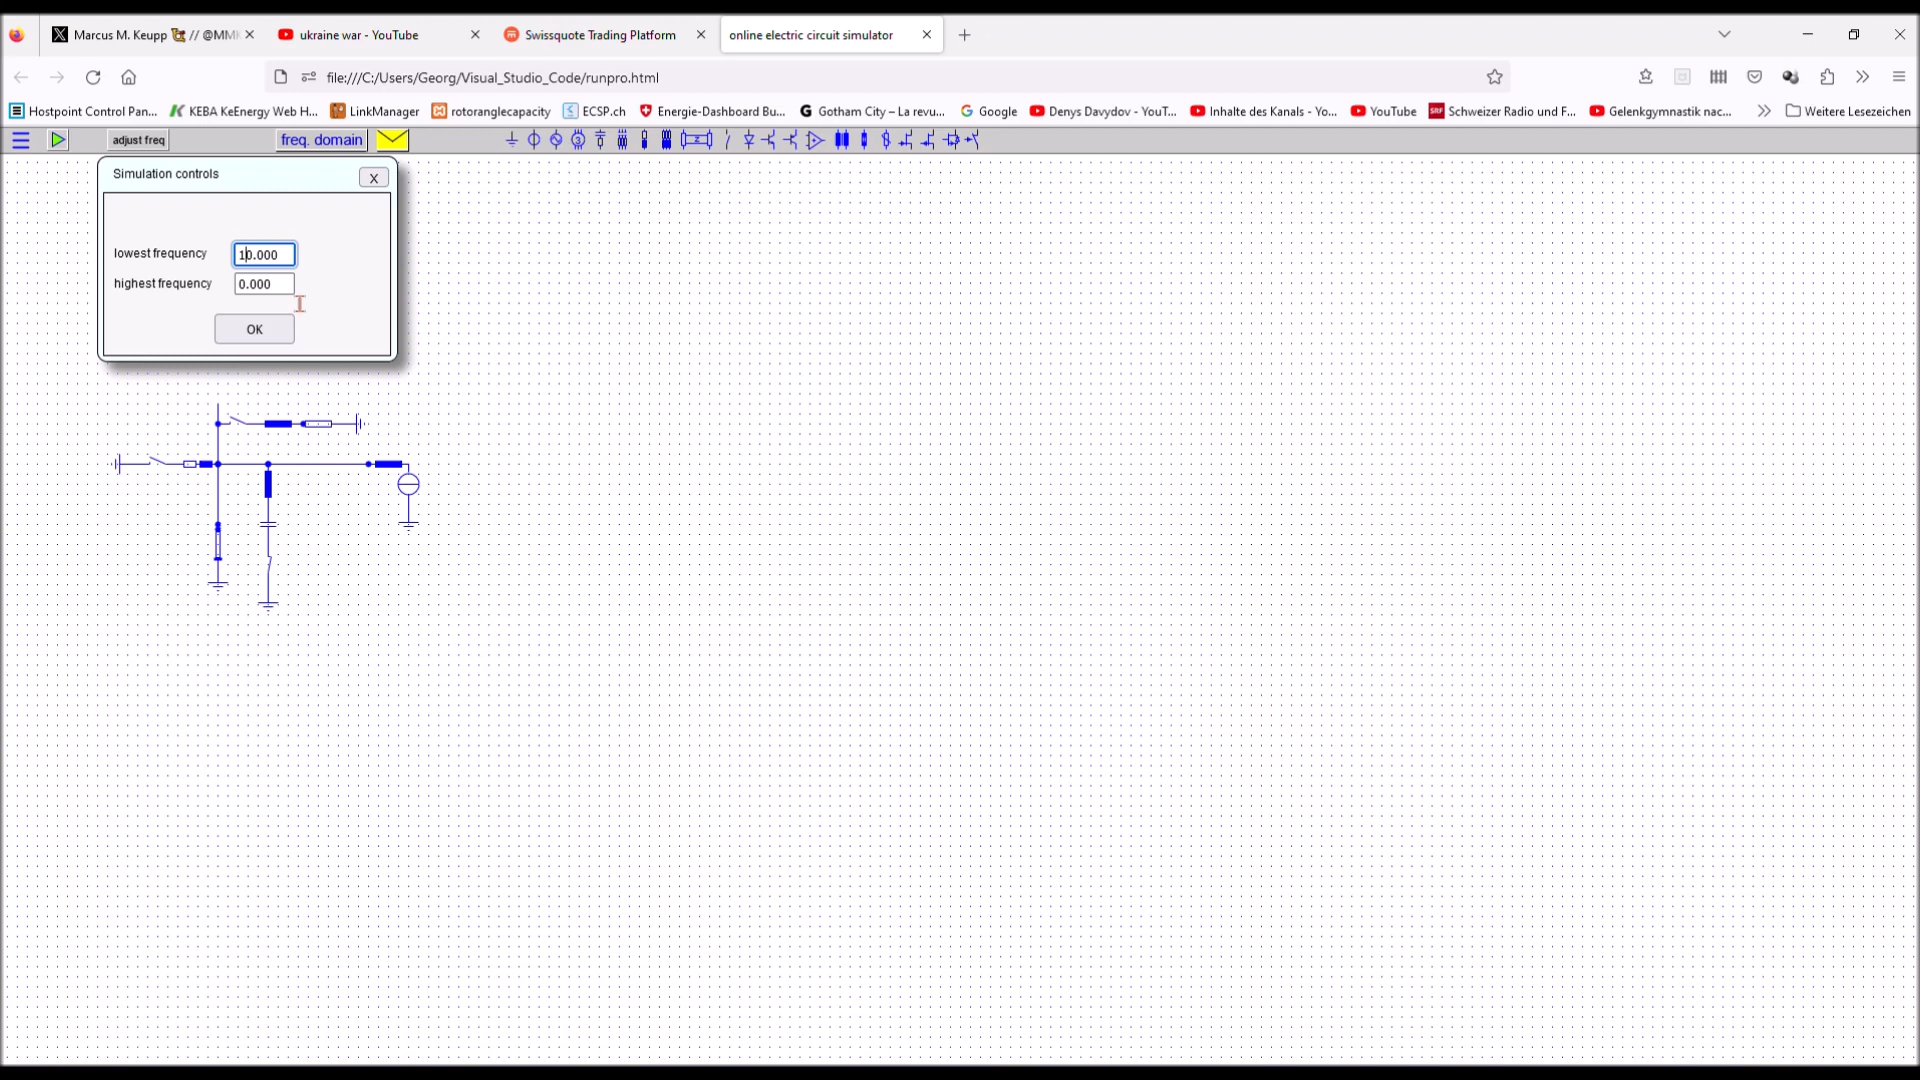 Marcus M. Keupp // @MMK
ukraine war - YouTube
Swissquote Trading Platform
online electric circuit simulator
file:///C:/Users/Georg/Visual_Studio_Code/runpro.html
Hostpoint Control Pan...
KEBA KeEnergy Web H...
LinkManager
rotoranglecapacity
ECSP.ch
Energie-Dashboard Bu...
Gotham City – La revu...
Google
Denys Davydov - YouT...
Inhalte des Kanals - Yo...
YouTube
Schweizer Radio und F...
Gelenkgymnastik nac...
Weitere Lesezeichen
adjust freq
freq. domain
Simulation controls
X
lowest frequency 10.000
highest frequency 0.000
OK